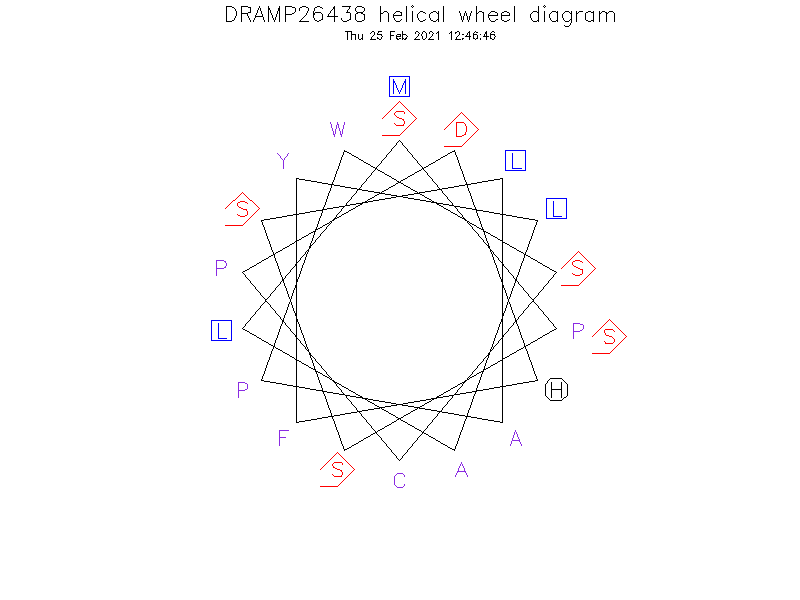 DRAMP26438 helical wheel diagram
Thu 25 Feb 2021 12:46:46
M
W S D
Y L
S L
P S
L P S
P H
F A
S C A